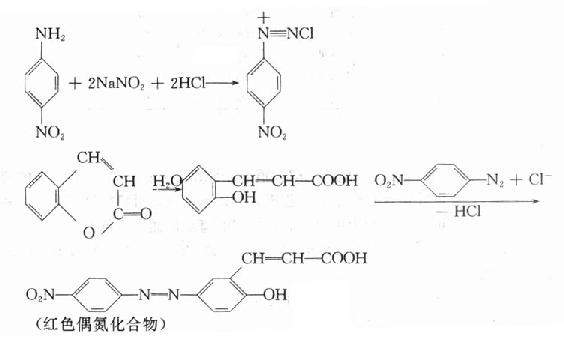 NH₂ + N≡NCl
+ 2NaNO₂ + 2HCl→
NO₂ NO₂
CH CH C=O O H₂O CH=CH—COOH OH O₂N— —N₂ + Cl⁻
— HCl
CH=CH—COOH
O₂N— —N=N— —OH
(红色偶氮化合物)